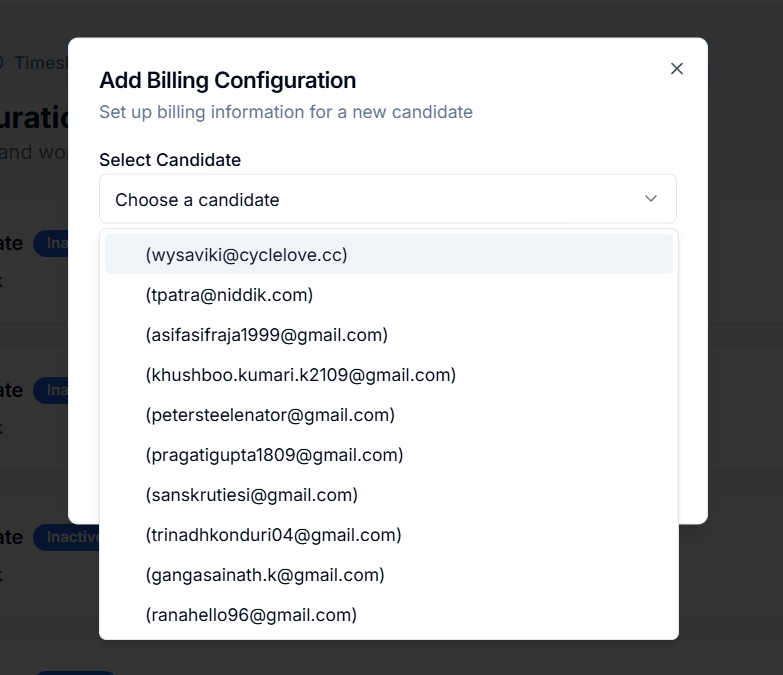 Timesh
Add Billing Configuration
Set up billing information for a new candidate
uratio
and wo
Select Candidate
Choose a candidate
ate Ina
(wysaviki@cyclelove.cc)
(tpatra@niddik.com)
(asifasifraja1999@gmail.com)
(khushboo.kumari.k2109@gmail.com)
ate Ina
(petersteelenator@gmail.com)
(pragatigupta1809@gmail.com)
(sanskrutiesi@gmail.com)
(trinadhkonduri04@gmail.com)
ate Inactive
(gangasainath.k@gmail.com)
(ranahello96@gmail.com)